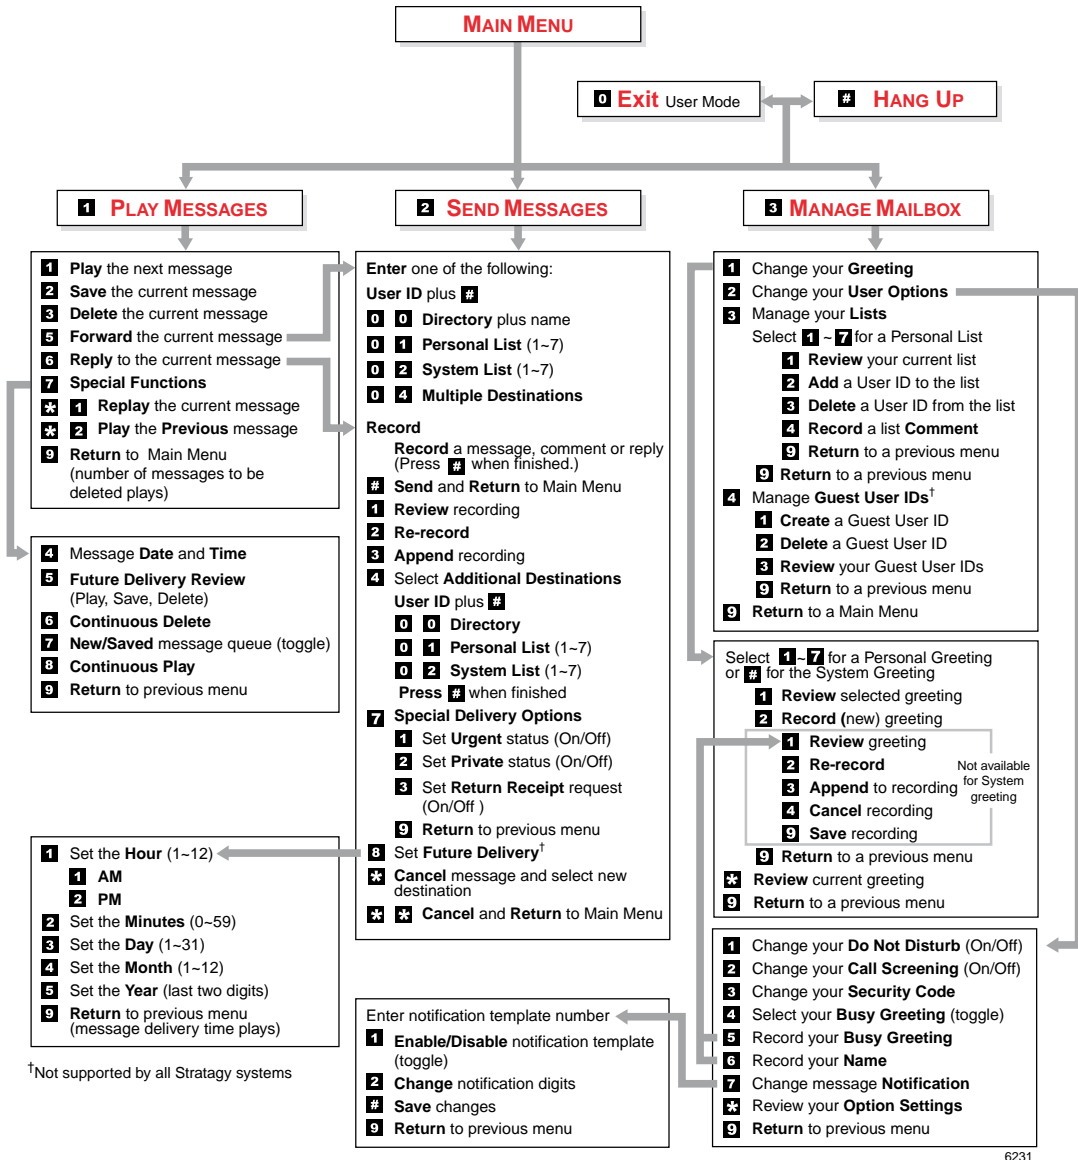 MAIN MENU
0 Exit User Mode
# HANG UP
1 PLAY MESSAGES
2 SEND MESSAGES
3 MANAGE MAILBOX
1 Play the next message
2 Save the current message
3 Delete the current message
5 Forward the current message
6 Reply to the current message
7 Special Functions
* 1 Replay the current message
* 2 Play the Previous message
9 Return to Main Menu
(number of messages to be
deleted plays)
4 Message Date and Time
5 Future Delivery Review
(Play, Save, Delete)
6 Continuous Delete
7 New/Saved message queue (toggle)
8 Continuous Play
9 Return to previous menu
1 Set the Hour (1~12)
1 AM
2 PM
2 Set the Minutes (0~59)
3 Set the Day (1~31)
4 Set the Month (1~12)
5 Set the Year (last two digits)
9 Return to previous menu
(message delivery time plays)
†Not supported by all Stratagy systems
Enter one of the following:
User ID plus #
0 0 Directory plus name
0 1 Personal List (1~7)
0 2 System List (1~7)
0 4 Multiple Destinations
Record
Record a message, comment or reply
(Press # when finished.)
# Send and Return to Main Menu
1 Review recording
2 Re-record
3 Append recording
4 Select Additional Destinations
User ID plus #
0 0 Directory
0 1 Personal List (1~7)
0 2 System List (1~7)
Press # when finished
7 Special Delivery Options
1 Set Urgent status (On/Off)
2 Set Private status (On/Off)
3 Set Return Receipt request
(On/Off )
9 Return to previous menu
8 Set Future Delivery†
* Cancel message and select new
destination
* * Cancel and Return to Main Menu
Enter notification template number
1 Enable/Disable notification template
(toggle)
2 Change notification digits
# Save changes
9 Return to previous menu
1 Change your Greeting
2 Change your User Options
3 Manage your Lists
Select 1 ~ 7 for a Personal List
1 Review your current list
2 Add a User ID to the list
3 Delete a User ID from the list
4 Record a list Comment
9 Return to a previous menu
9 Return to a previous menu
4 Manage Guest User IDs†
1 Create a Guest User ID
2 Delete a Guest User ID
3 Review your Guest User IDs
9 Return to a previous menu
9 Return to a Main Menu
Select 1~7 for a Personal Greeting
or # for the System Greeting
1 Review selected greeting
2 Record (new) greeting
1 Review greeting
2 Re-record
3 Append to recording
4 Cancel recording
9 Save recording
Not available
for System
greeting
9 Return to a previous menu
* Review current greeting
9 Return to a previous menu
1 Change your Do Not Disturb (On/Off)
2 Change your Call Screening (On/Off)
3 Change your Security Code
4 Select your Busy Greeting (toggle)
5 Record your Busy Greeting
6 Record your Name
7 Change message Notification
* Review your Option Settings
9 Return to previous menu
6231